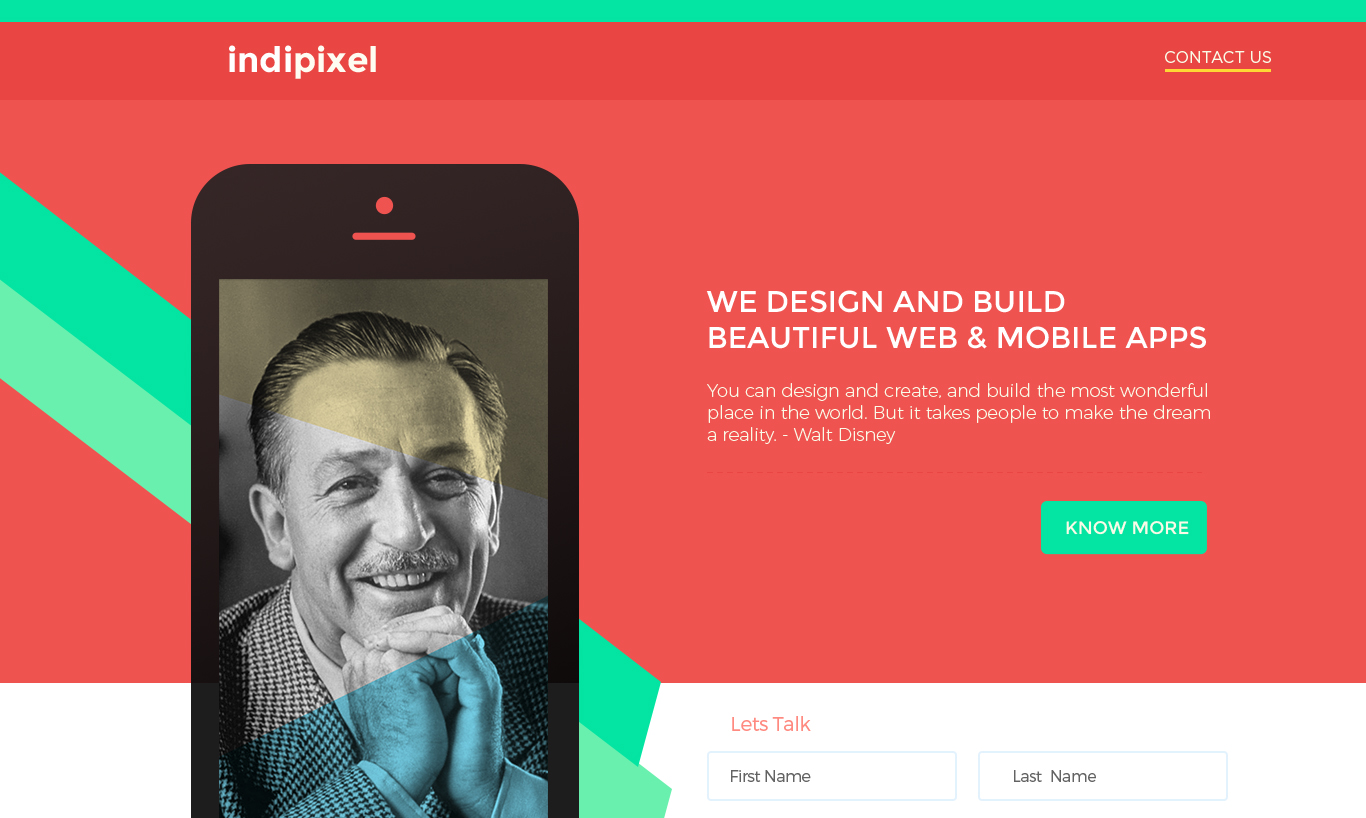 indipixel
CONTACT US
WE DESIGN AND BUILD
BEAUTIFUL WEB & MOBILE APPS
You can design and create, and build the most wonderful
place in the world. But it takes people to make the dream
a reality. - Walt Disney
KNOW MORE
Lets Talk
First Name
Last Name